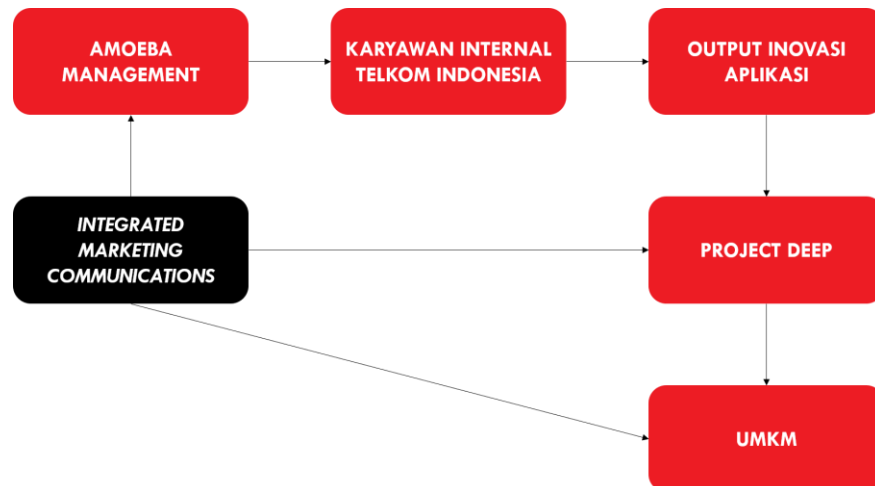 AMOEBA
MANAGEMENT
KARYAWAN INTERNAL
TELKOM INDONESIA
OUTPUT INOVASI
APLIKASI
INTEGRATED
MARKETING
COMMUNICATIONS
PROJECT DEEP
UMKM